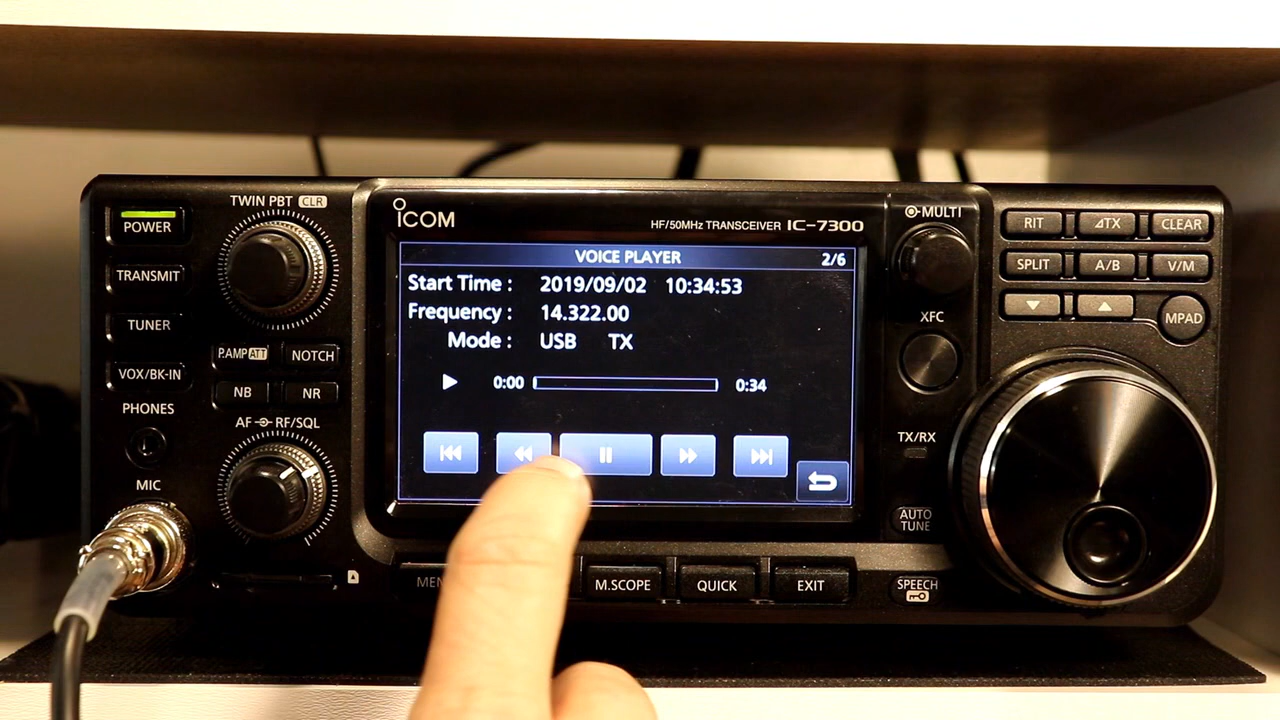 TWIN PBT CLR
POWER
TRANSMIT
TUNER
VOX/BK-IN
P.AMP ATT
NOTCH
NB
NR
PHONES
AF RF/SQL
MIC
ICOM
HF/50MHz TRANSCEIVER IC-7300
VOICE PLAYER 2/6
Start Time : 2019/09/02 10:34:53
Frequency : 14.322.00
Mode : USB TX
0:00 0:34
M.SCOPE
QUICK
EXIT
MULTI
XFC
TX/RX
AUTO
TUNE
SPEECH
RIT
⊿TX
CLEAR
SPLIT
A/B
V/M
MPAD